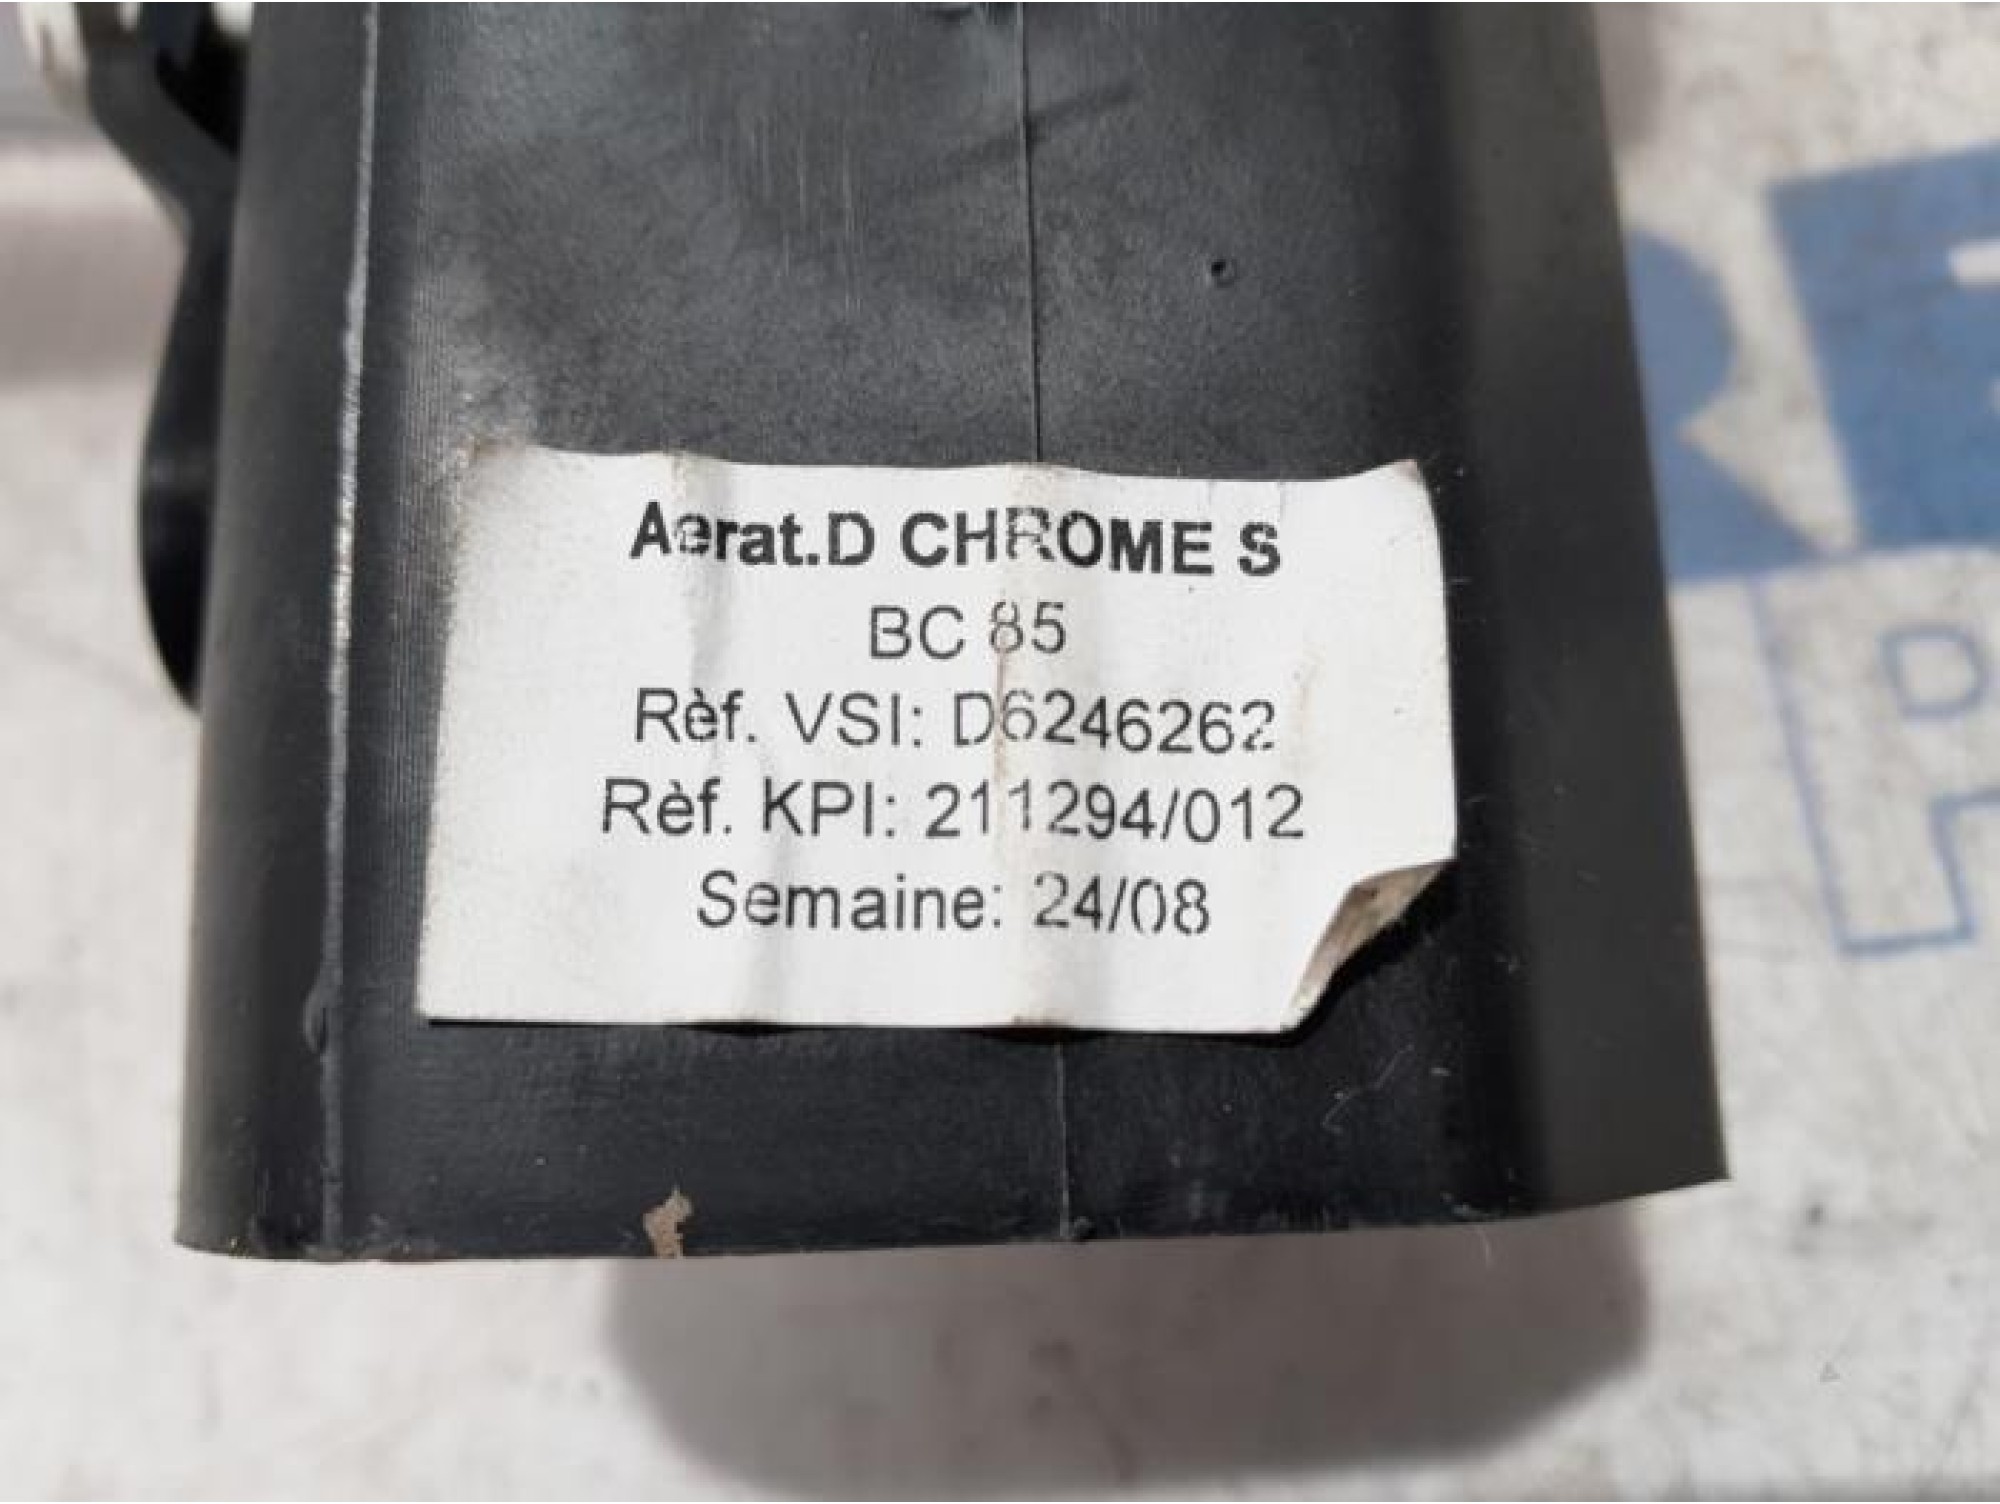 Aerat.D CHROME S
BC 85
Rèf. VSI: D6246262
Rèf. KPI: 211294/012
Semaine: 24/08